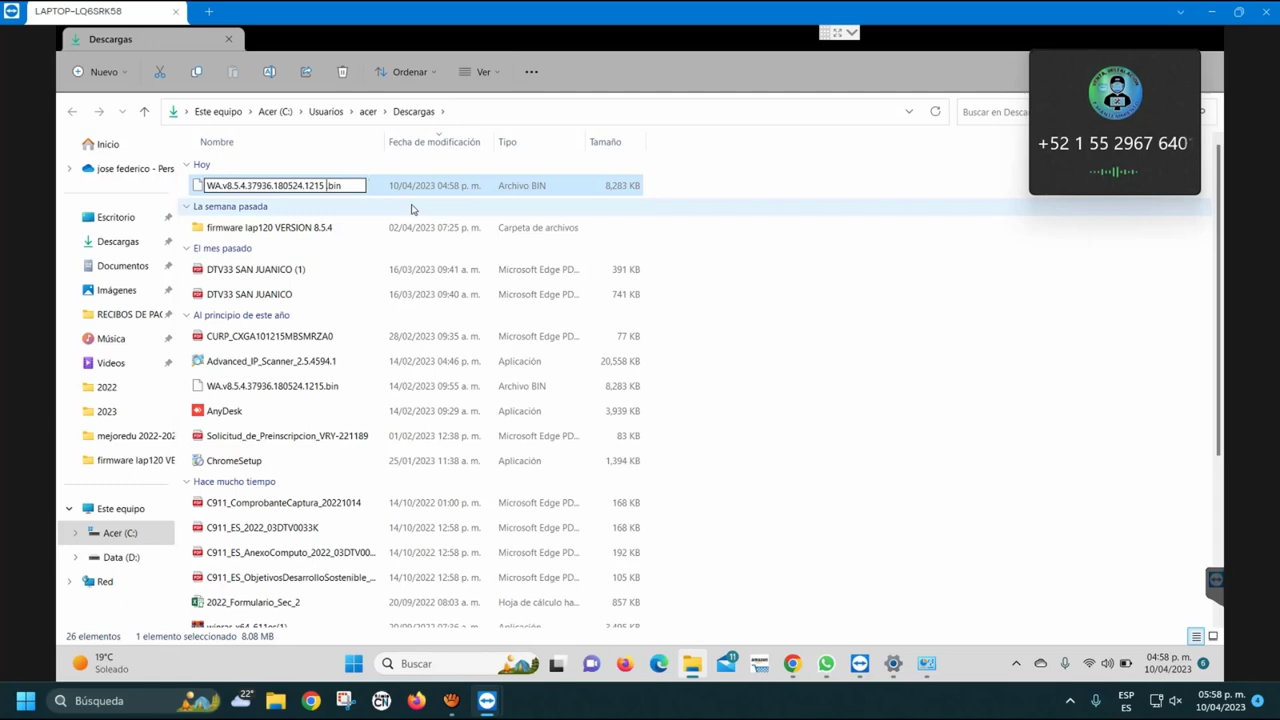 LAPTOP-LQ6SRK58
Descargas
Nuevo
Ordenar
Ver
Este equipo
Acer (C:)
Usuarios
acer
Descargas
Buscar en Desca
Nombre
Fecha de modificación
Tipo
Tamaño
+52 1 55 2967 640
Inicio
jose federico - Pers
Escritorio
Descargas
Documentos
Imágenes
RECIBOS DE PAG
Música
Videos
2022
2023
mejoredu 2022-202
firmware lap120 VE
Este equipo
Acer (C:)
Data (D:)
Red
Hoy
WA.v8.5.4.37936.180524.1215 .bin 10/04/2023 04:58 p. m. Archivo BIN 8,283 KB
La semana pasada
firmware lap120 VERSION 8.5.4 02/04/2023 07:25 p. m. Carpeta de archivos
El mes pasado
DTV33 SAN JUANICO (1) 16/03/2023 09:41 a. m. Microsoft Edge PD... 391 KB
DTV33 SAN JUANICO 16/03/2023 09:40 a. m. Microsoft Edge PD... 741 KB
Al principio de este año
CURP_CXGA101215MBSMRZA0 28/02/2023 09:35 a. m. Microsoft Edge PD... 77 KB
Advanced_IP_Scanner_2.5.4594.1 14/02/2023 04:46 p. m. Aplicación 20,558 KB
WA.v8.5.4.37936.180524.1215.bin 14/02/2023 09:55 a. m. Archivo BIN 8,283 KB
AnyDesk 14/02/2023 09:29 a. m. Aplicación 3,939 KB
Solicitud_de_Preinscripcion_VRY-221189 01/02/2023 12:38 p. m. Microsoft Edge PD... 83 KB
ChromeSetup 25/01/2023 11:38 a. m. Aplicación 1,394 KB
Hace mucho tiempo
C911_ComprobanteCaptura_20221014 14/10/2022 01:00 p. m. Microsoft Edge PD... 168 KB
C911_ES_2022_03DTV0033K 14/10/2022 12:58 p. m. Microsoft Edge PD... 168 KB
C911_ES_AnexoComputo_2022_03DTV00... 14/10/2022 12:58 p. m. Microsoft Edge PD... 192 KB
C911_ES_ObjetivosDesarrolloSostenible_... 14/10/2022 12:58 p. m. Microsoft Edge PD... 105 KB
2022_Formulario_Sec_2 20/09/2022 08:03 a. m. Hoja de cálculo ha... 857 KB
26 elementos 1 elemento seleccionado 8.08 MB
19°C
Soleado
Buscar
11
04:58 p. m.
10/04/2023
6
Búsqueda
22°
ESP
ES
05:58 p. m.
10/04/2023
4